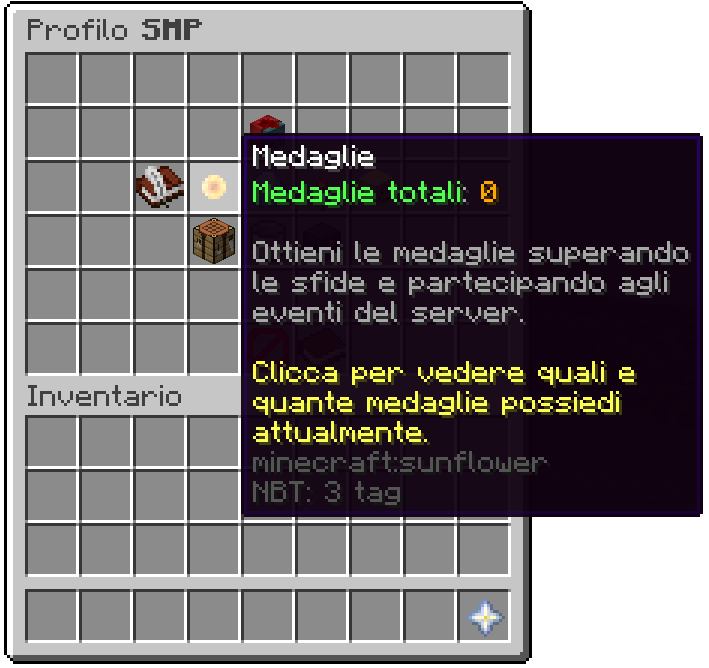 Profilo SMP
Medaglie
Medaglie totali: 0
Ottieni le medaglie superando
le sfide e partecipando agli
eventi del server.
Clicca per vedere quali e
quante medaglie possiedi
attualmente.
minecraft:sunflower
NBT: 3 tag
Inventario